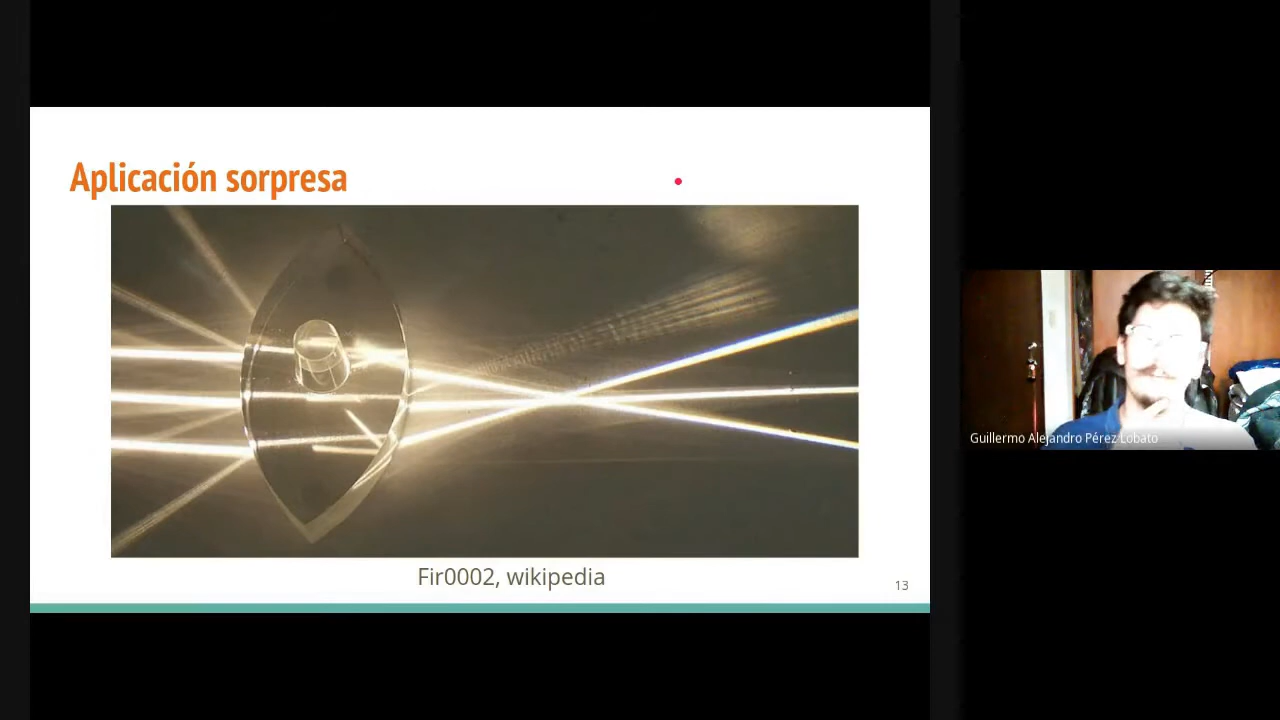 Aplicación sorpresa
Fir0002, wikipedia
13
Guillermo Alejandro Pérez Lobato